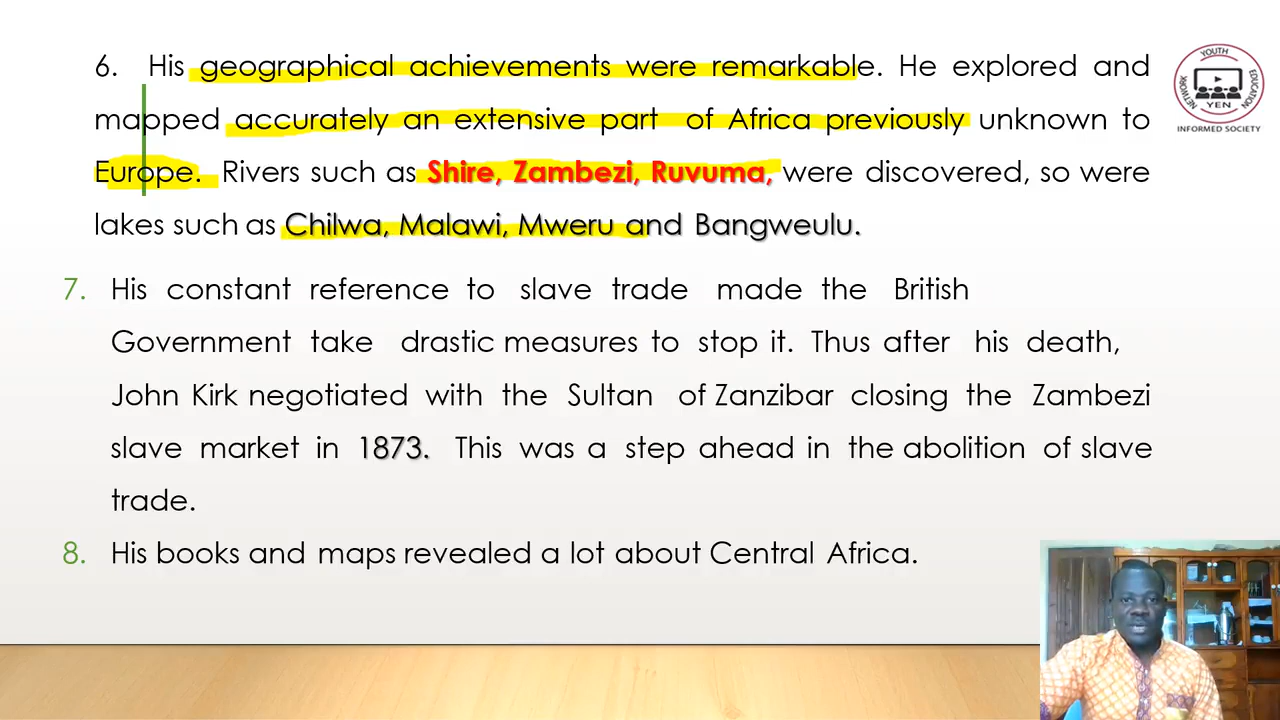 6. His geographical achievements were remarkable. He explored and
mapped accurately an extensive part of Africa previously unknown to
Europe. Rivers such as Shire, Zambezi, Ruvuma, were discovered, so were
lakes such as Chilwa, Malawi, Mweru and Bangweulu.
7. His constant reference to slave trade made the British
Government take drastic measures to stop it. Thus after his death,
John Kirk negotiated with the Sultan of Zanzibar closing the Zambezi
slave market in 1873. This was a step ahead in the abolition of slave
trade.
8. His books and maps revealed a lot about Central Africa.
YOUTH
NETWORK
EDUCATION
YEN
INFORMED SOCIETY